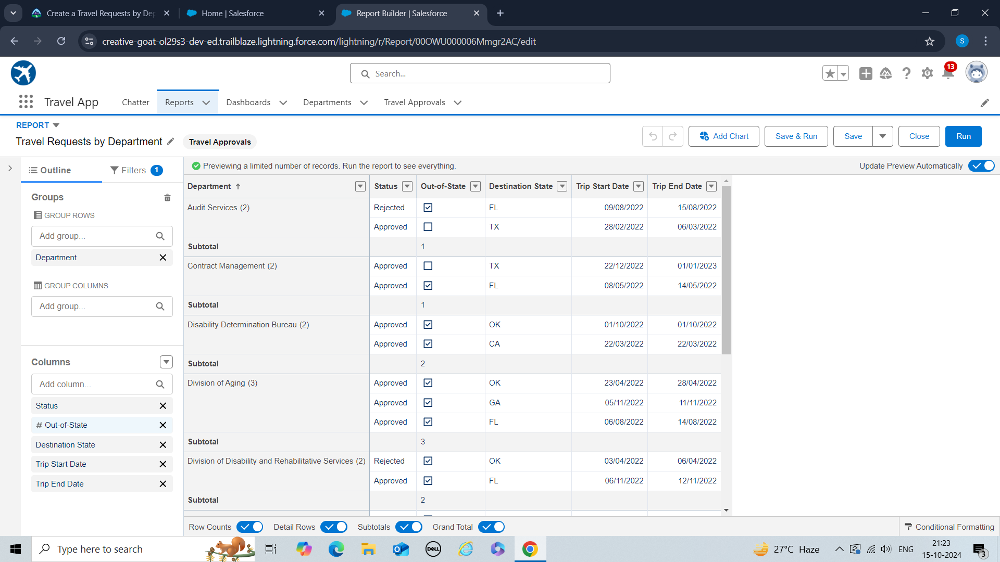 Create a Travel Requests by Dep
Home | Salesforce
Report Builder | Salesforce
creative-goat-ol29s3-dev-ed.trailblaze.lightning.force.com/lightning/r/Report/00OWU000006Mmgr2AC/edit
S
Search...
13
Travel App
Chatter
Reports
Dashboards
Departments
Travel Approvals
REPORT
Travel Requests by Department
Travel Approvals
Add Chart
Save & Run
Save
Close
Run
Outline
Filters 1
Previewing a limited number of records. Run the report to see everything.
Update Preview Automatically
Groups
GROUP ROWS
Add group...
Department
GROUP COLUMNS
Add group...
Columns
Add column...
Status
# Out-of-State
Destination State
Trip Start Date
Trip End Date
Department ↑ Status Out-of-State Destination State Trip Start Date Trip End Date
Audit Services (2) Rejected FL 09/08/2022 15/08/2022
Approved TX 28/02/2022 06/03/2022
Subtotal 1
Contract Management (2) Approved TX 22/12/2022 01/01/2023
Approved FL 08/05/2022 14/05/2022
Subtotal 1
Disability Determination Bureau (2) Approved OK 01/10/2022 01/10/2022
Approved CA 22/03/2022 22/03/2022
Subtotal 2
Division of Aging (3) Approved OK 23/04/2022 28/04/2022
Approved GA 05/11/2022 11/11/2022
Approved FL 06/08/2022 14/08/2022
Subtotal 3
Division of Disability and Rehabilitative Services (2) Rejected OK 03/04/2022 06/04/2022
Approved FL 06/11/2022 12/11/2022
Subtotal 2
Row Counts
Detail Rows
Subtotals
Grand Total
Conditional Formatting
Type here to search
DELL
27°C Haze
ENG
21:23
15-10-2024
3